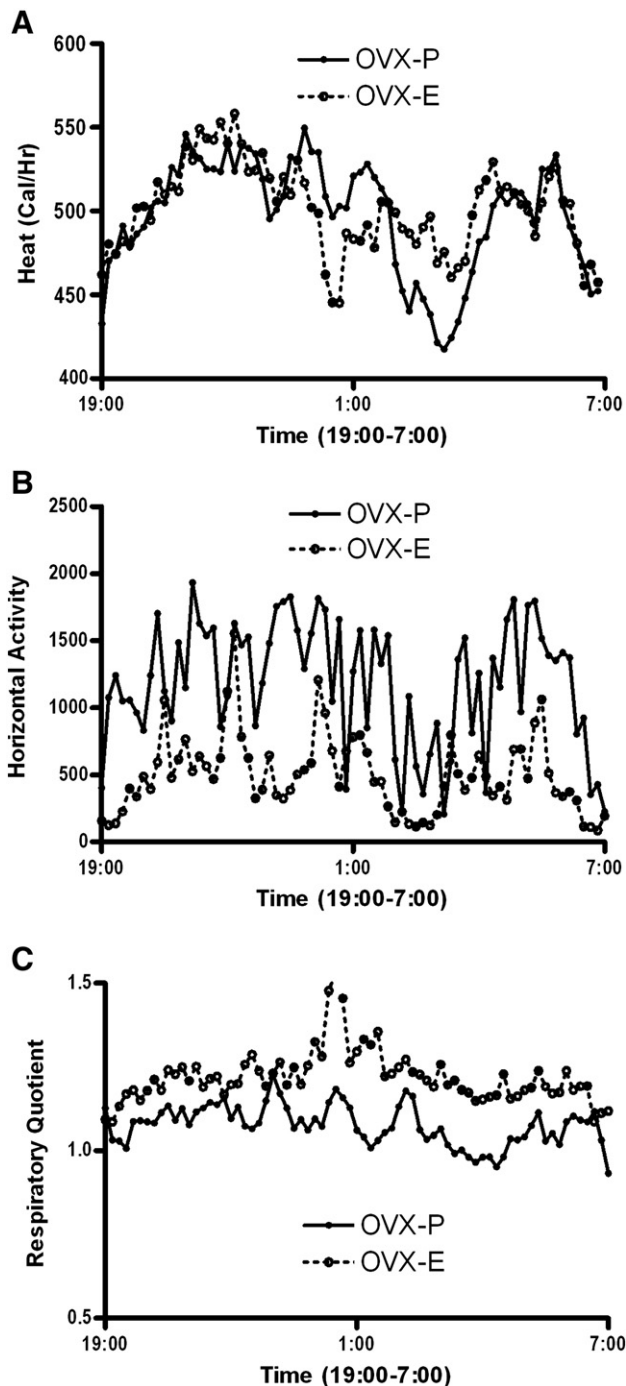 A
600
550
500
450
400
Heat (Cal/Hr)
OVX-P
OVX-E
19:00
1:00
7:00
Time (19:00-7:00)
B
2500
2000
1500
1000
500
0
Horizontal Activity
OVX-P
OVX-E
19:00
1:00
7:00
Time (19:00-7:00)
C
1.5
1.0
0.5
Respiratory Quotient
OVX-P
OVX-E
19:00
1:00
7:00
Time (19:00-7:00)